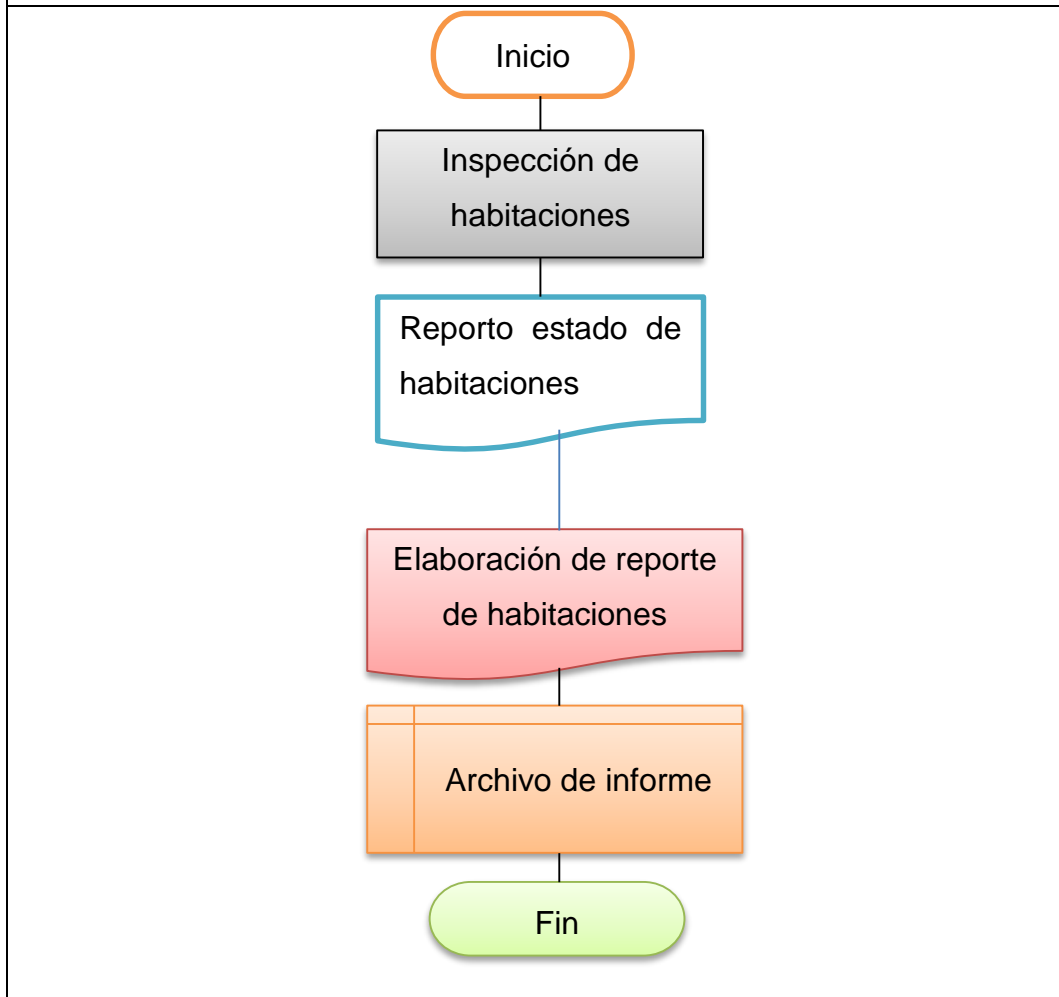 Inicio
Inspección de
habitaciones
Reporto estado de
habitaciones
Elaboración de reporte
de habitaciones
Archivo de informe
Fin